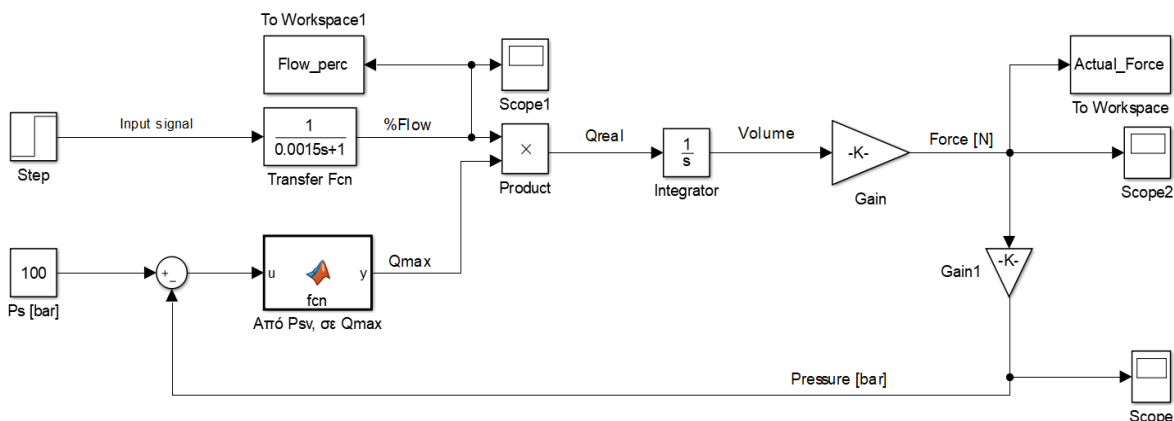 To Workspace1
Flow_perc
Scope1
Actual_Force
To Workspace
Step
Input signal
1
0.0015s+1
Transfer Fcn
%Flow
×
Product
Qreal
1
s
Integrator
Volume
-K-
Gain
Force [N]
Scope2
100
Ps [bar]
+
−
u
fcn
y
Από Psv, σε Qmax
Qmax
-K-
Gain1
Pressure [bar]
Scope